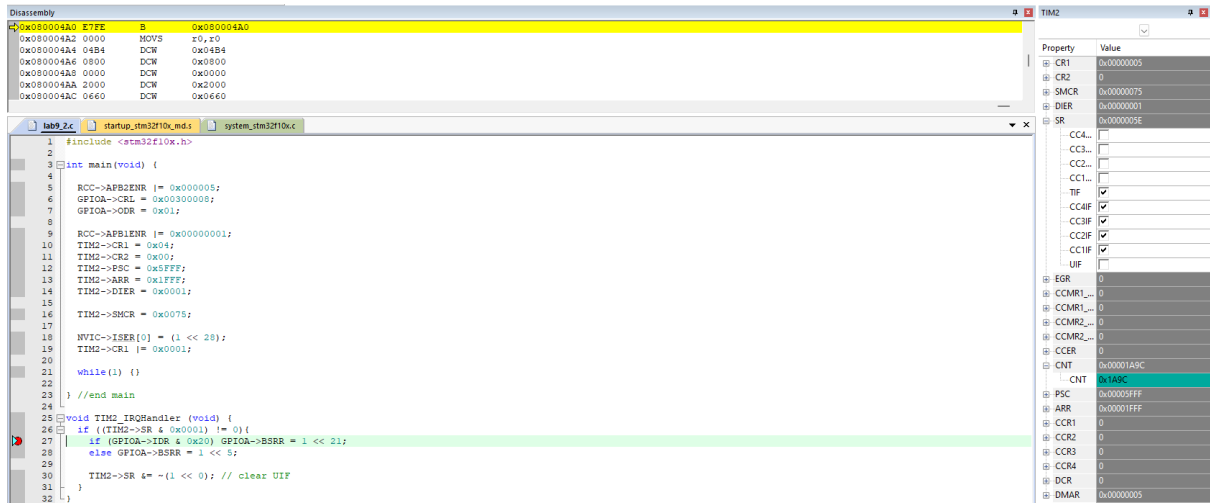 Disassembly
0x080004A0 E7FE B 0x080004A0
0x080004A2 0000 MOVS r0,r0
0x080004A4 04B4 DCW 0x04B4
0x080004A6 0800 DCW 0x0800
0x080004A8 0000 DCW 0x0000
0x080004AA 2000 DCW 0x2000
0x080004AC 0660 DCW 0x0660
lab9_2.c startup_stm32f10x_md.s system_stm32f10x.c
1 #include <stm32f10x.h>
2
3 int main(void) {
4
5 RCC->APB2ENR |= 0x000005;
6 GPIOA->CRL = 0x00300008;
7 GPIOA->ODR = 0x01;
8
9 RCC->APB1ENR |= 0x00000001;
10 TIM2->CR1 = 0x04;
11 TIM2->CR2 = 0x00;
12 TIM2->PSC = 0x5FFF;
13 TIM2->ARR = 0x1FFF;
14 TIM2->DIER = 0x0001;
15
16 TIM2->SMCR = 0x0075;
17
18 NVIC->ISER[0] = (1 << 28);
19 TIM2->CR1 |= 0x0001;
20
21 while(1) {}
22
23 } //end main
24
25 void TIM2_IRQHandler (void) {
26 if ((TIM2->SR & 0x0001) != 0){
27 if (GPIOA->IDR & 0x20) GPIOA->BSRR = 1 << 21;
28 else GPIOA->BSRR = 1 << 5;
29
30 TIM2->SR &= ~(1 << 0); // clear UIF
31 }
32 }
TIM2
Property Value
CR1 0x00000005
CR2 0
SMCR 0x00000075
DIER 0x00000001
SR 0x0000005E
CC4...
CC3...
CC2...
CC1...
TIF
CC4IF
CC3IF
CC2IF
CC1IF
UIF
EGR 0
CCMR1_... 0
CCMR1_... 0
CCMR2_... 0
CCMR2_... 0
CCER 0
CNT 0x00001A9C
CNT 0x1A9C
PSC 0x00005FFF
ARR 0x00001FFF
CCR1 0
CCR2 0
CCR3 0
CCR4 0
DCR 0
DMAR 0x00000005